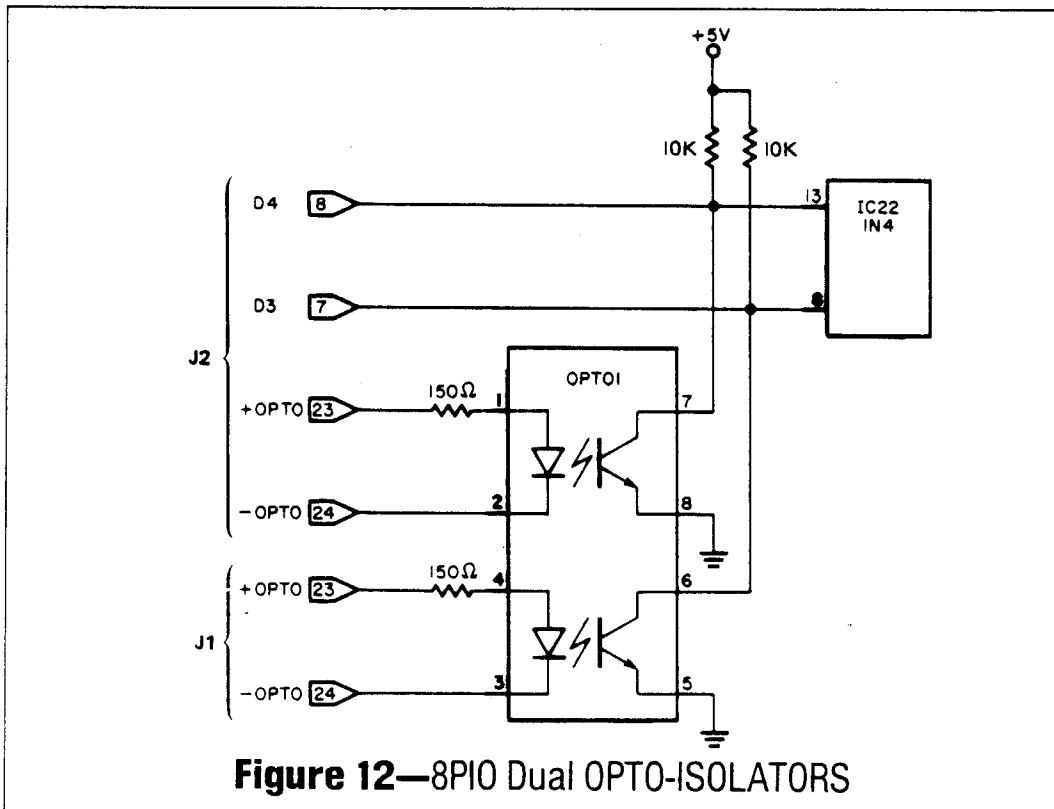 +5V
10K 10K
D4 8 13 IC22
IN4
D3 7 8
J2
OPTO1
+OPTO 23 150Ω 1 7
-OPTO 24 2 8
+OPTO 23 150Ω 4 6
J1
-OPTO 24 3 5
Figure 12—8PIO Dual OPTO-ISOLATORS